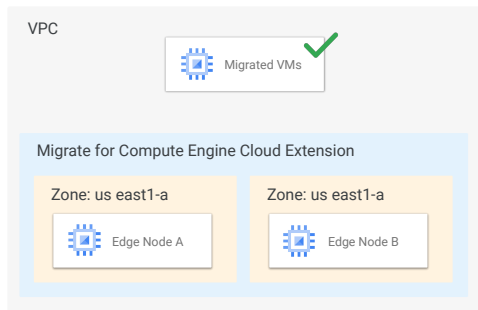 VPC
Migrated VMs
Migrate for Compute Engine Cloud Extension
Zone: us east1-a
Zone: us east1-a
Edge Node A
Edge Node B